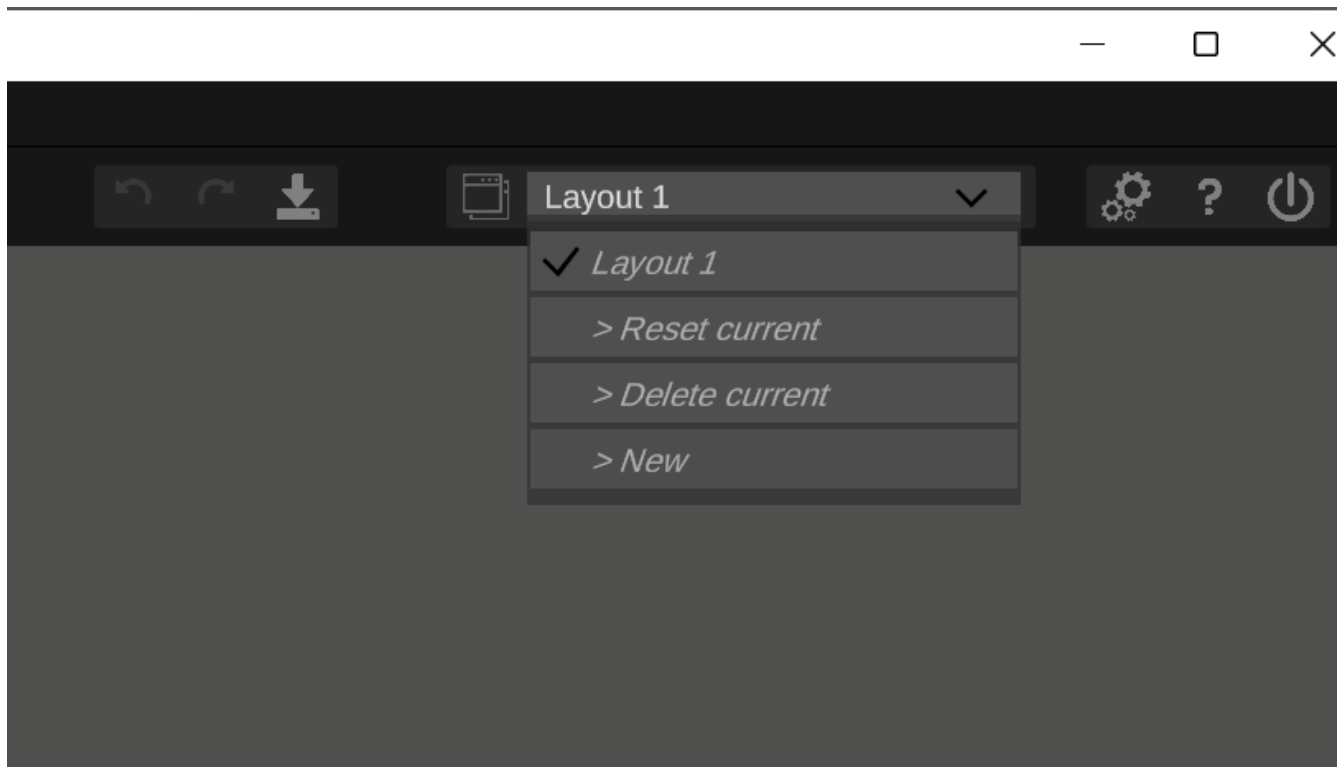 Layout 1
?
Layout 1
> Reset current
> Delete current
> New